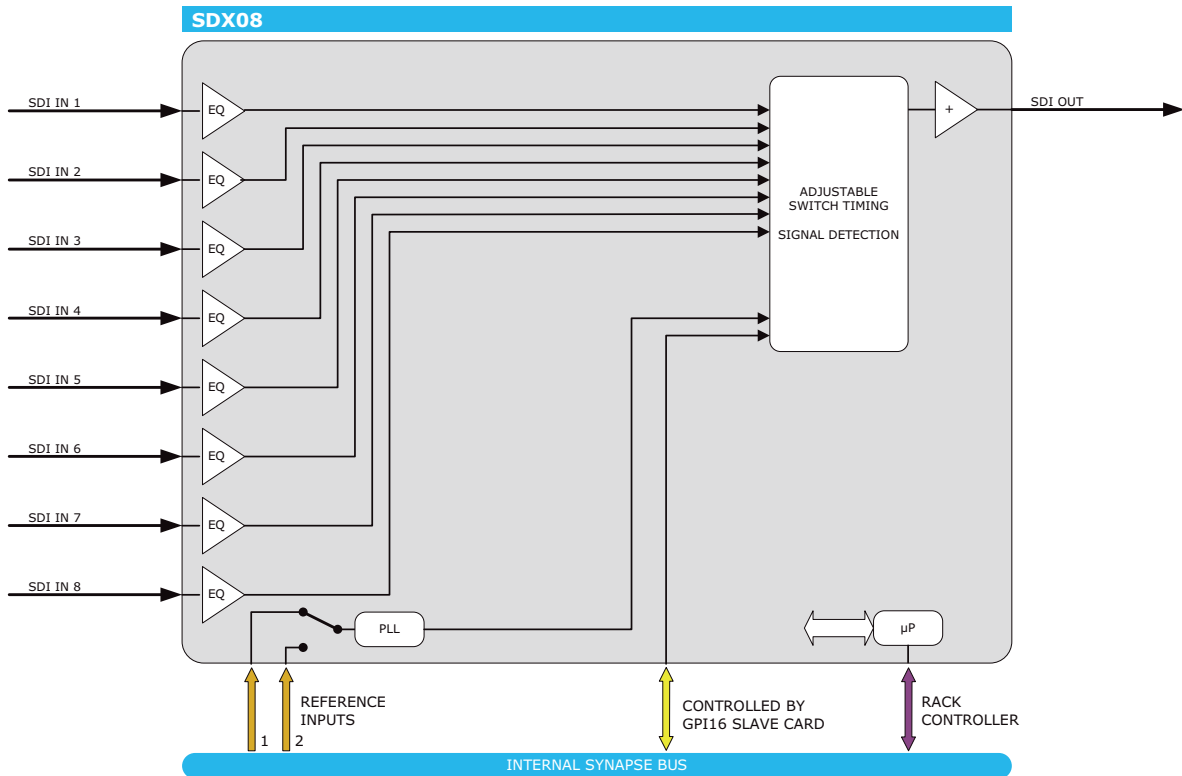 SDX08
SDI IN 1
EQ
SDI OUT
+
SDI IN 2
EQ
ADJUSTABLE
SWITCH TIMING
SIGNAL DETECTION
SDI IN 3
EQ
SDI IN 4
EQ
SDI IN 5
EQ
SDI IN 6
EQ
SDI IN 7
EQ
SDI IN 8
EQ
PLL
µP
REFERENCE
INPUTS
1
2
CONTROLLED BY
GPI16 SLAVE CARD
RACK
CONTROLLER
INTERNAL SYNAPSE BUS